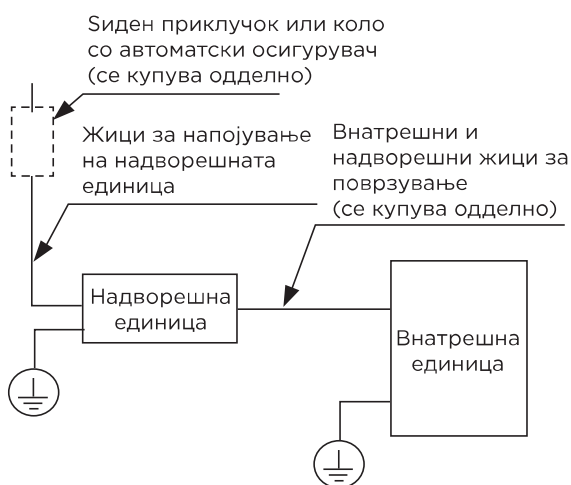 Ѕиден приклучок или коло
со автоматски осигурувач
(се купува одделно)
Жици за напојување
на надворешната
единица
Внатрешни и
надворешни жици за
поврзување
(се купува одделно)
Надворешна
единица
Внатрешна
единица